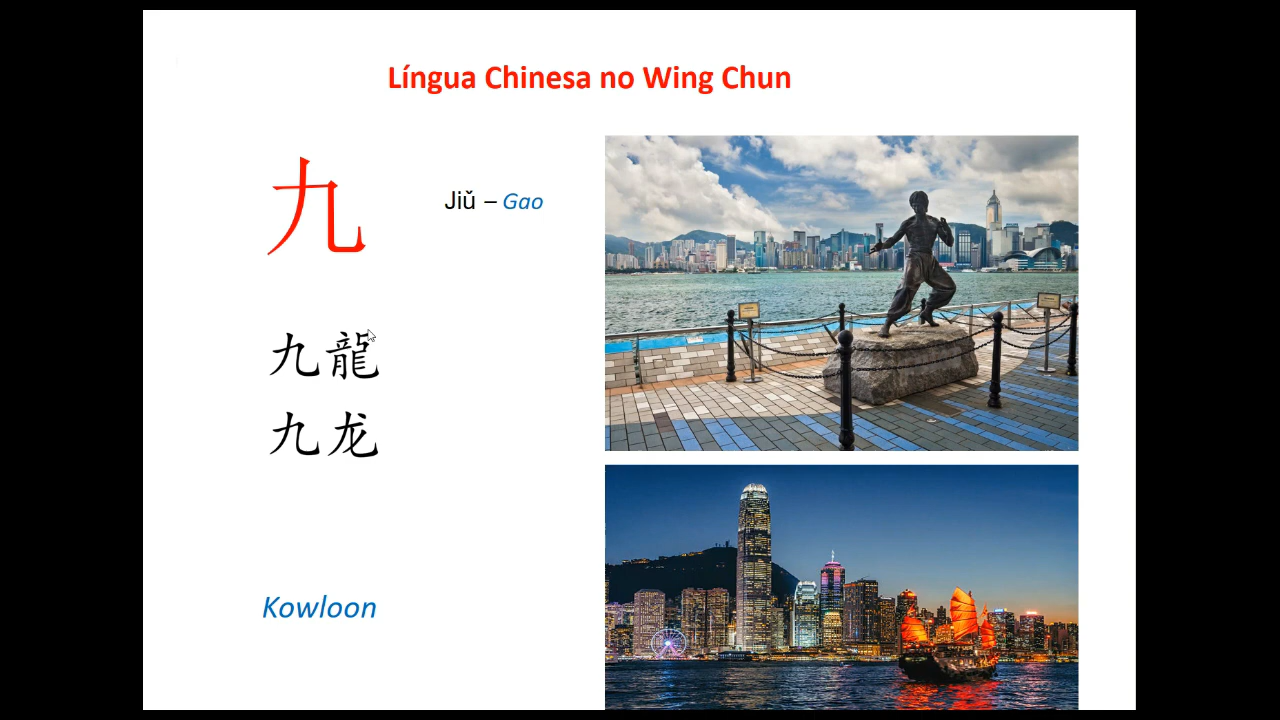 Língua Chinesa no Wing Chun
九
Jiǔ – Gao
九龍
九龙
Kowloon